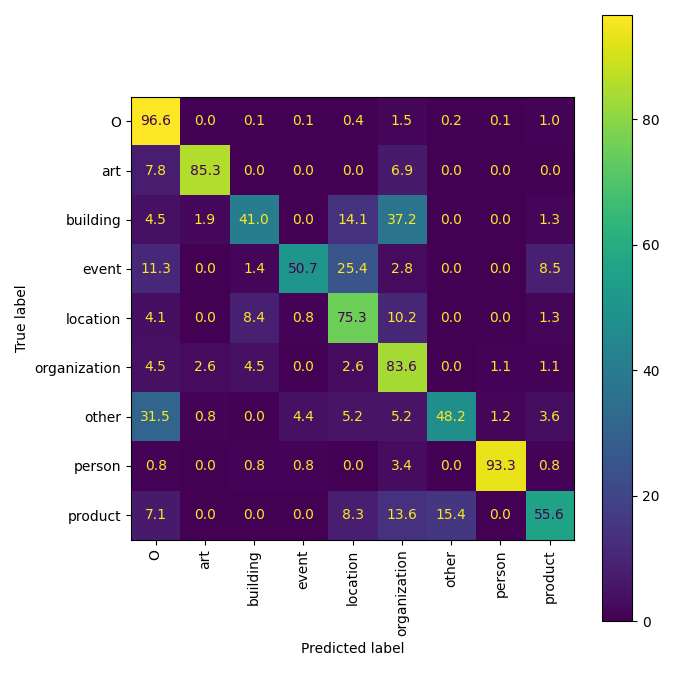 O 96.6 0.0 0.1 0.1 0.4 1.5 0.2 0.1 1.0
art 7.8 85.3 0.0 0.0 0.0 6.9 0.0 0.0 0.0
building 4.5 1.9 41.0 0.0 14.1 37.2 0.0 0.0 1.3
event 11.3 0.0 1.4 50.7 25.4 2.8 0.0 0.0 8.5
location 4.1 0.0 8.4 0.8 75.3 10.2 0.0 0.0 1.3
organization 4.5 2.6 4.5 0.0 2.6 83.6 0.0 1.1 1.1
other 31.5 0.8 0.0 4.4 5.2 5.2 48.2 1.2 3.6
person 0.8 0.0 0.8 0.8 0.0 3.4 0.0 93.3 0.8
product 7.1 0.0 0.0 0.0 8.3 13.6 15.4 0.0 55.6
True label
O art building event location organization other person product
Predicted label
80
60
40
20
0